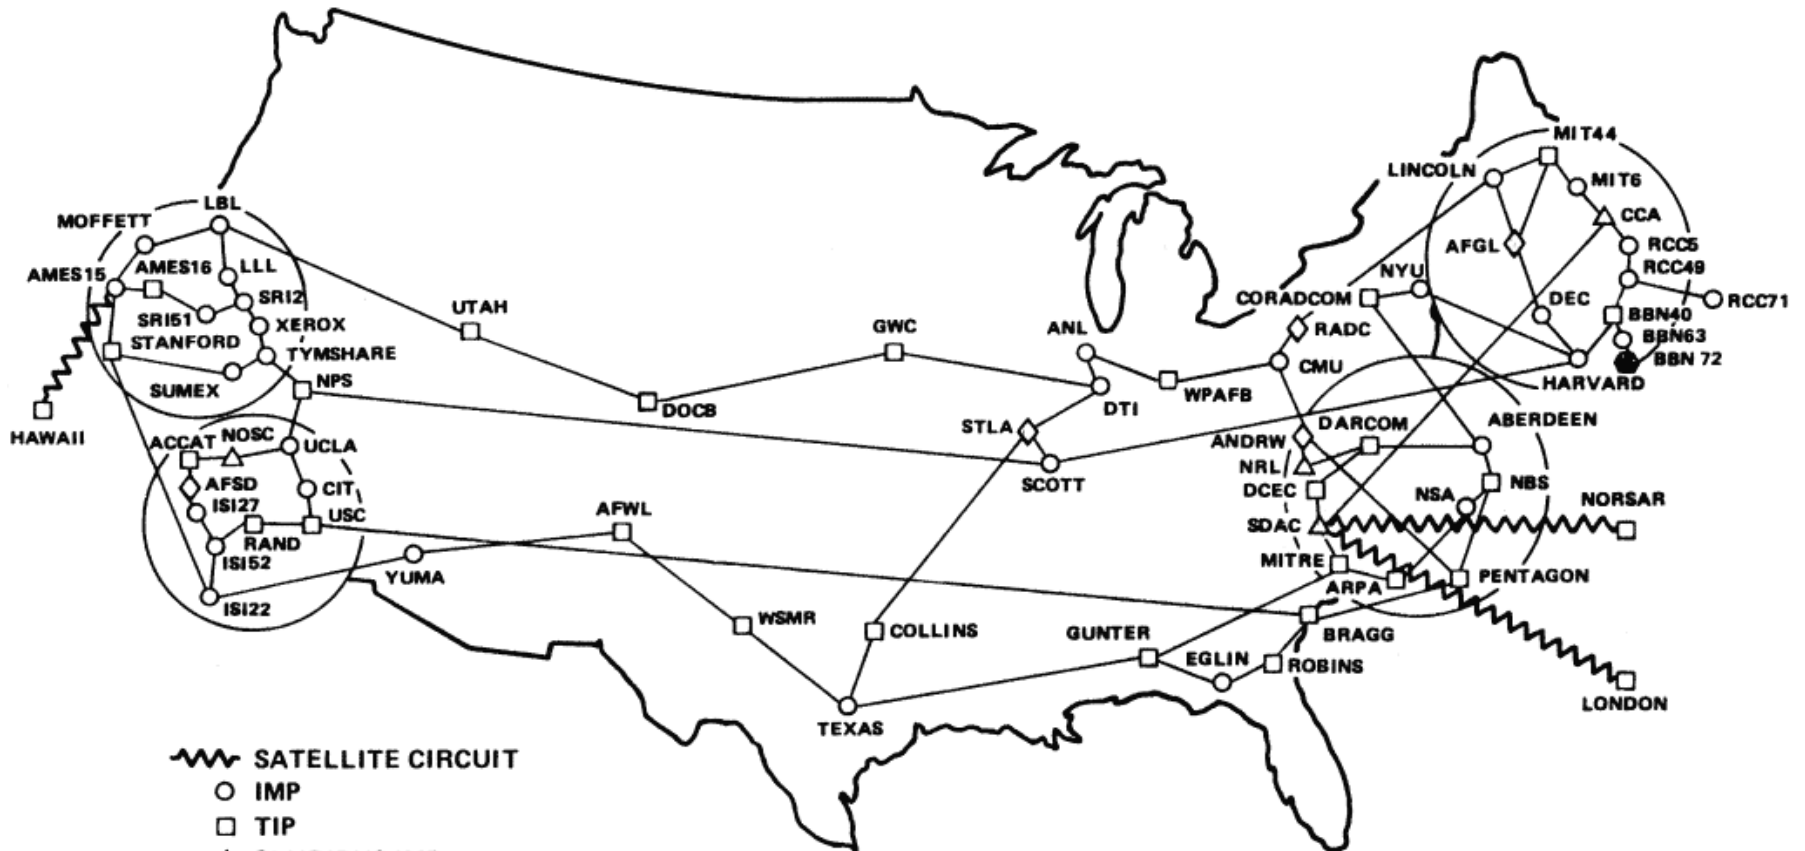 MIT44
LINCOLN
MIT6
CCA
MOFFETT
LBL
AFGL
RCC5
AMES15
AMES16
LLL
NYU
RCC49
SRI2
CORADCOM
DEC
RCC71
SRI51
UTAH
BBN40
XEROX
GWC
ANL
RADC
BBN63
STANFORD
TYMSHARE
CMU
BBN 72
SUMEX
NPS
HARVARD
WPAFB
DOCB
DTI
HAWAII
STLA
DARCOM
ABERDEEN
ACCAT
NOSC
UCLA
ANDRW
NRL
AFSD
CIT
SCOTT
DCEC
NSA
NBS
NORSAR
ISI27
USC
AFWL
SDAC
RAND
ISI52
MITRE
YUMA
ARPA
PENTAGON
ISI22
WSMR
COLLINS
GUNTER
BRAGG
EGLIN
ROBINS
LONDON
TEXAS
SATELLITE CIRCUIT
IMP
TIP